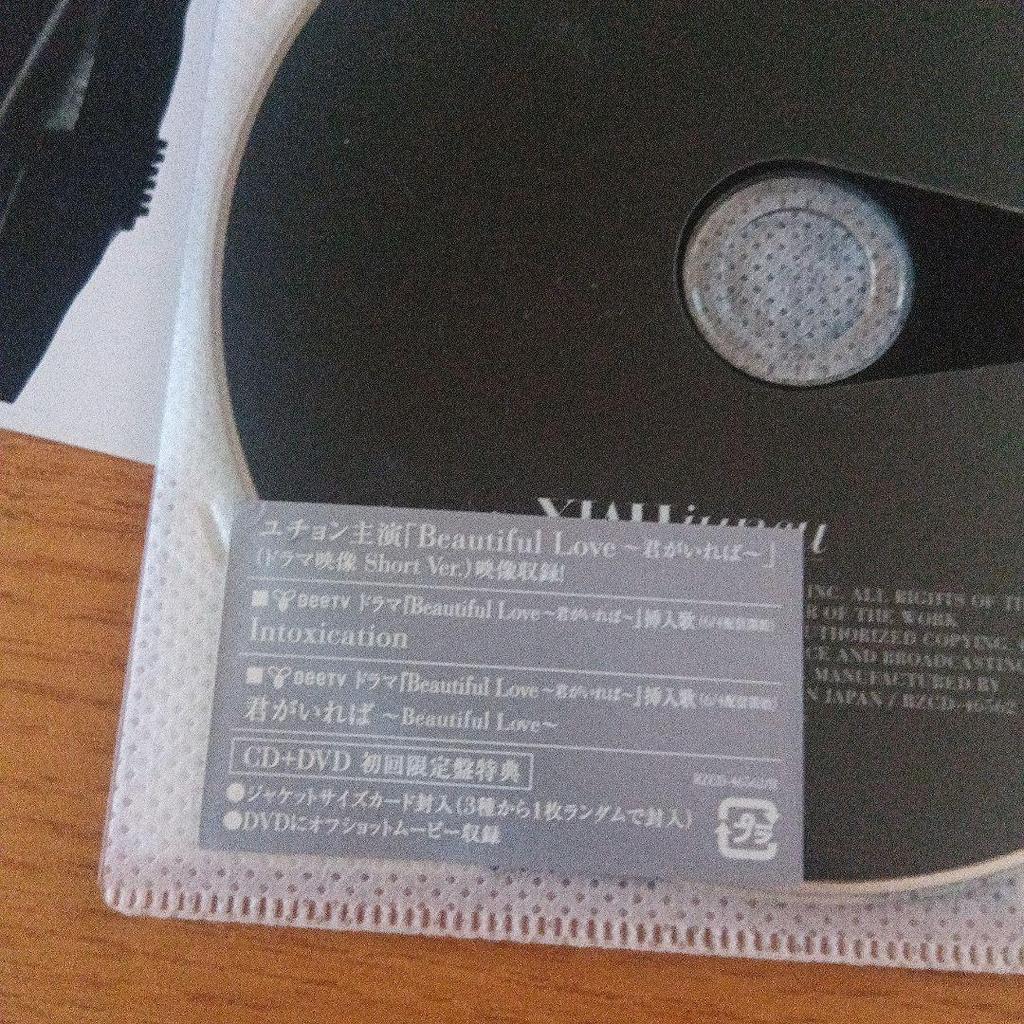 ユチョン主演「Beautiful Love ～君がいれば～」
(ドラマ映像 Short Ver.)映像収録!
■ BeeTV ドラマ「Beautiful Love ～君がいれば～」挿入歌
Intoxication
■ BeeTV ドラマ「Beautiful Love ～君がいれば～」挿入歌
君がいれば ～Beautiful Love～
CD+DVD 初回限定盤特典
●ジャケットサイズカード封入(3種から1枚ランダムで封入)
●DVDにオフショットムービー収録
プラ
XIAH junsu
INC. ALL RIGHTS OF
R OF THE WORK
UTHORIZED COPYING,
CE AND BROADCASTING
MANUFACTURED BY
N JAPAN / RZCD-46562